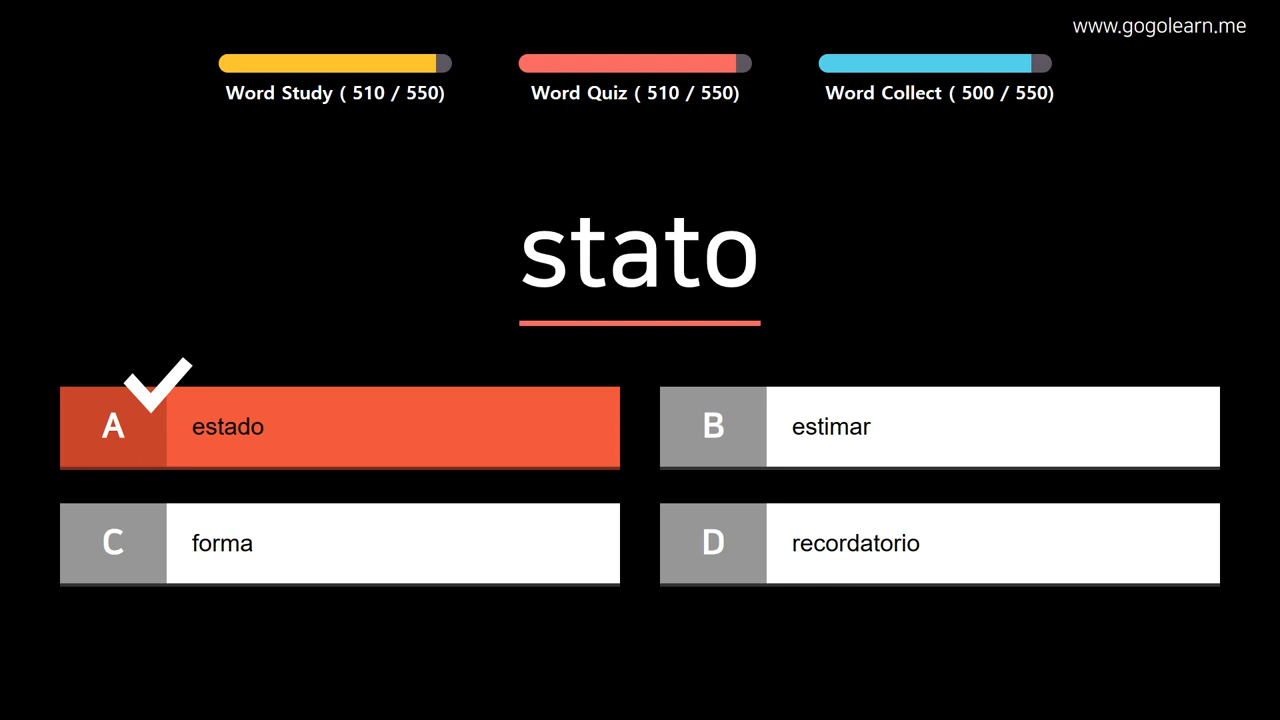 www.gogolearn.me
Word Study ( 510 / 550)
Word Quiz ( 510 / 550)
Word Collect ( 500 / 550)
stato
A estado
B estimar
C forma
D recordatorio